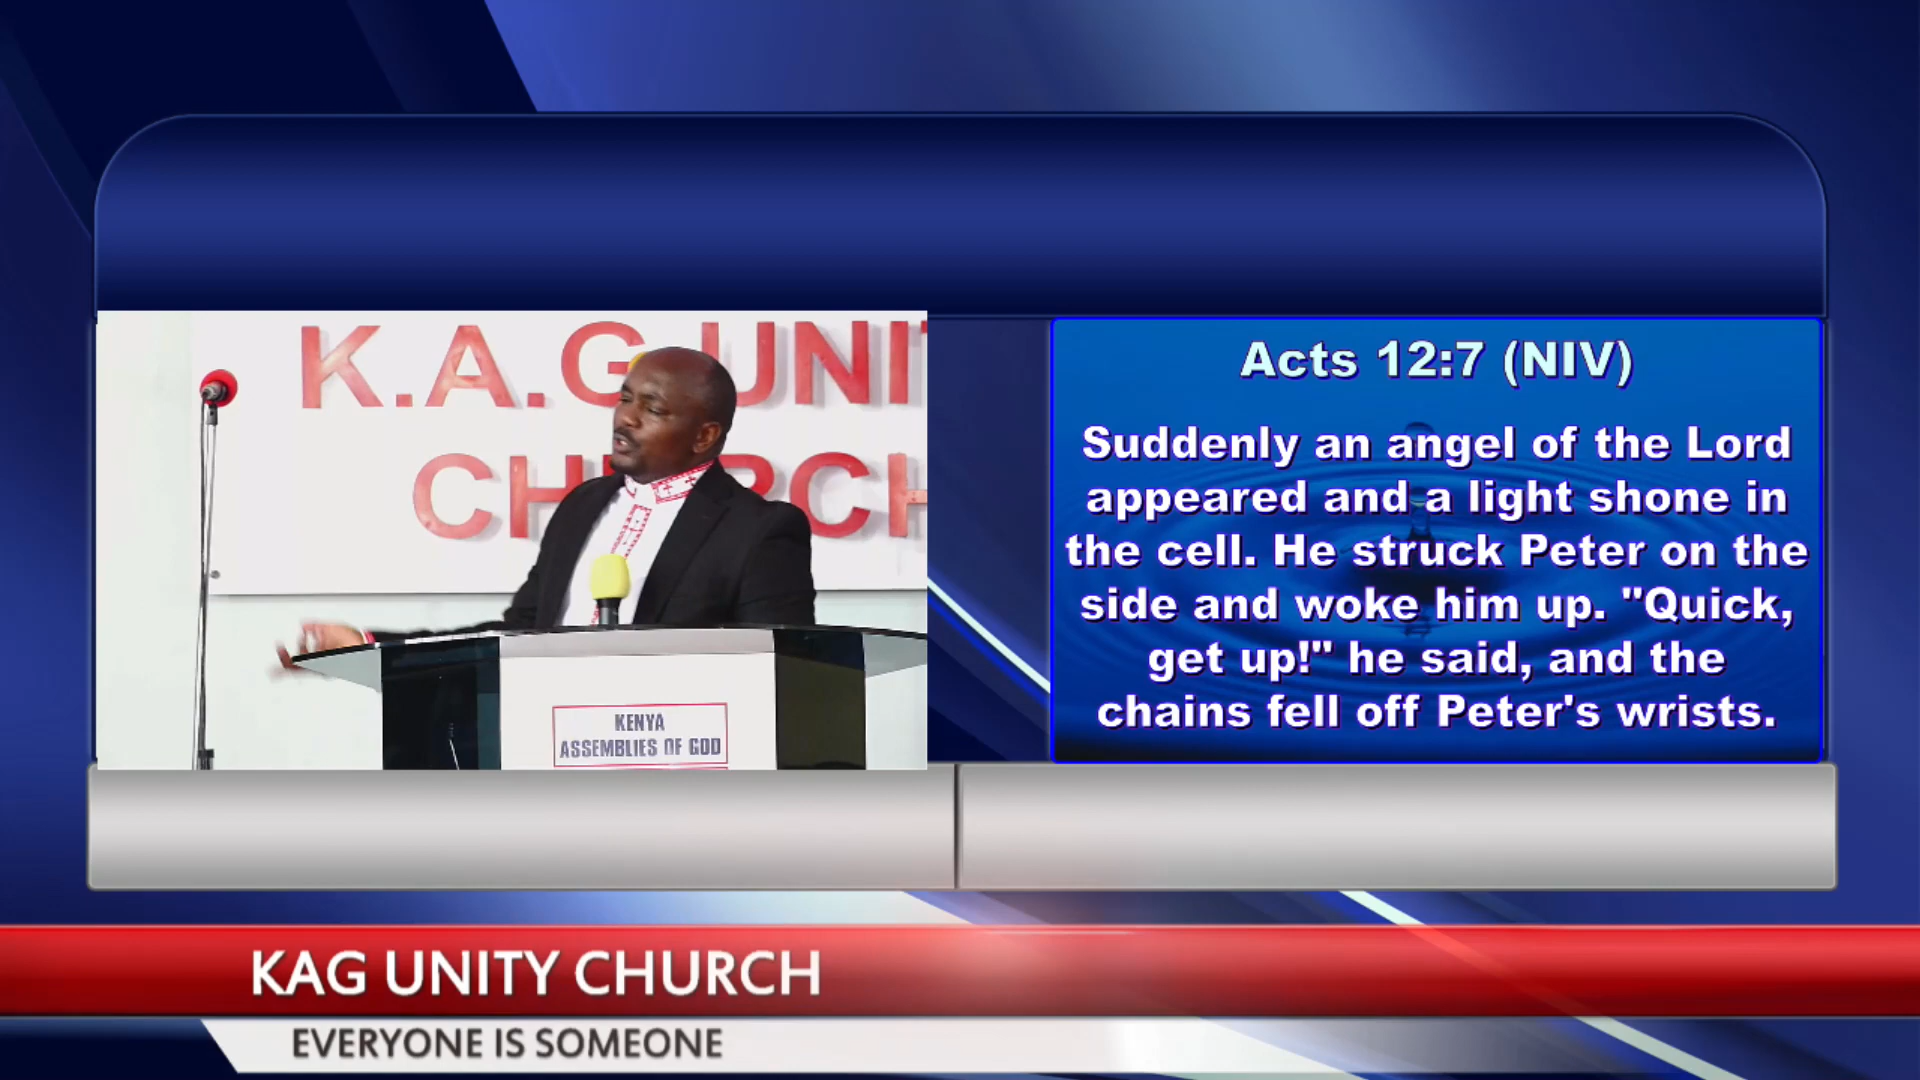 K.A.G UNI
CHURCH
KENYA
ASSEMBLIES OF GOD
Acts 12:7 (NIV)
Suddenly an angel of the Lord
appeared and a light shone in
the cell. He struck Peter on the
side and woke him up. "Quick,
get up!" he said, and the
chains fell off Peter's wrists.
KAG UNITY CHURCH
EVERYONE IS SOMEONE